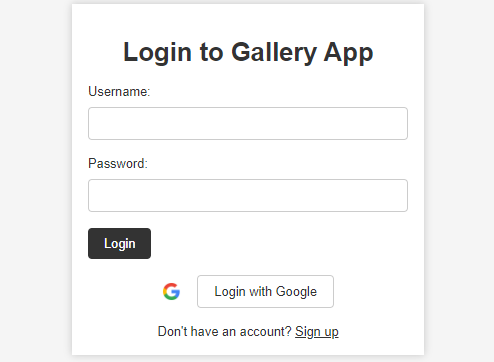 Login to Gallery App
Username:
Password:
Login
Login with Google
Don't have an account? Sign up